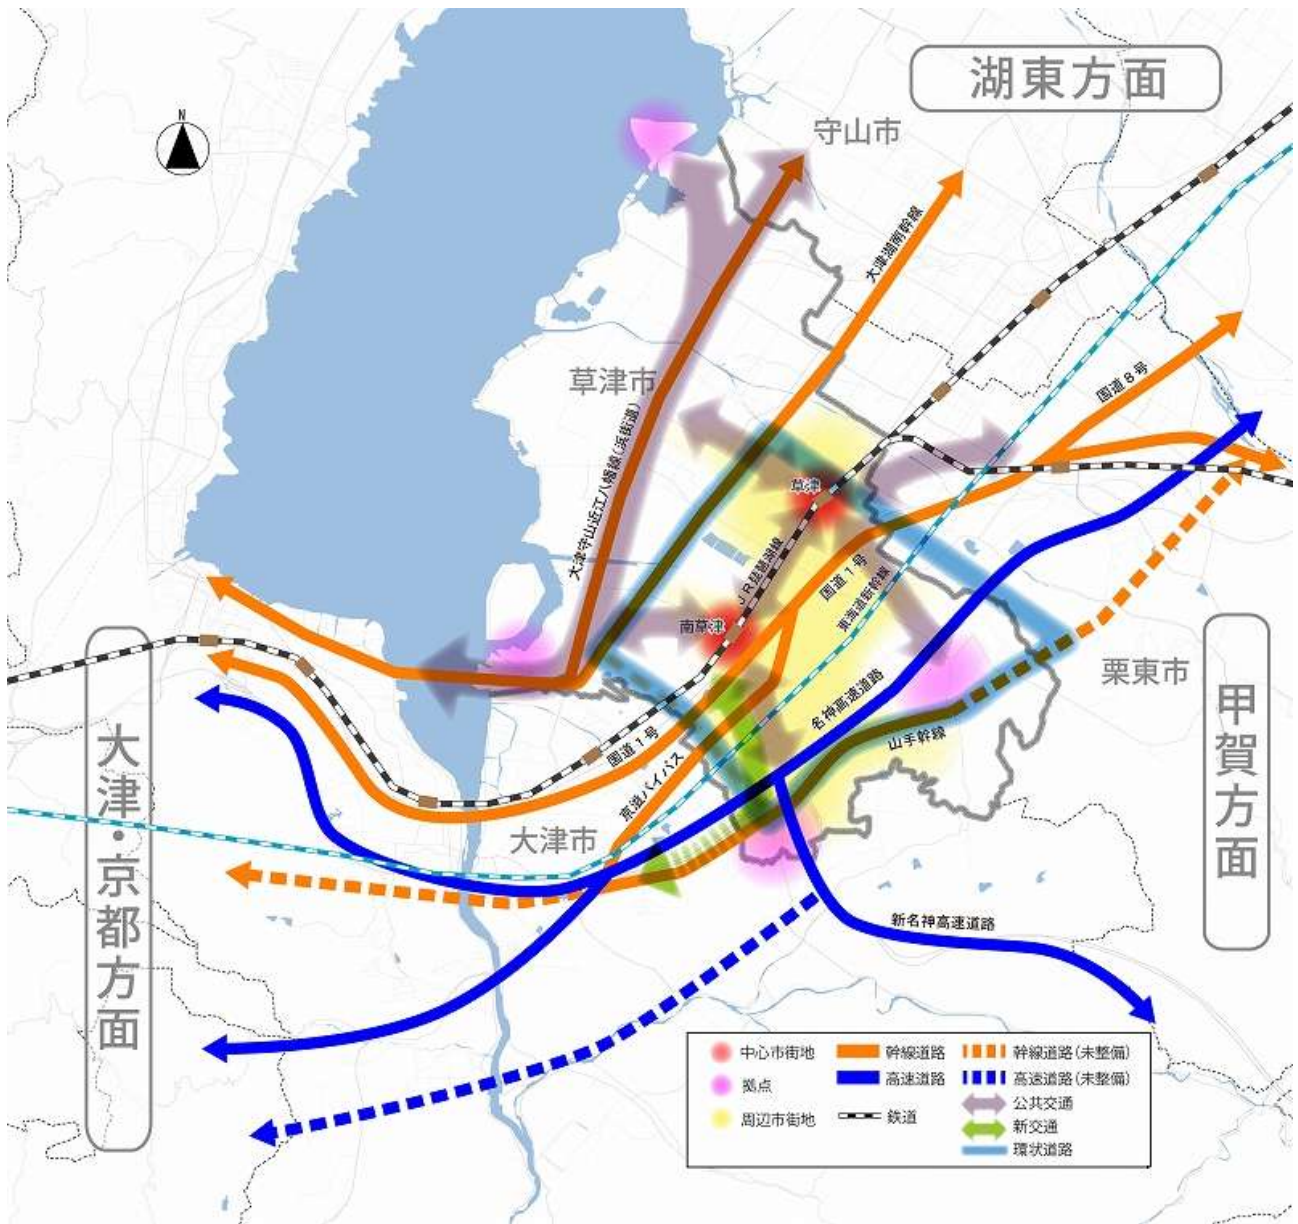 N
湖東方面
守山市
大津湖南幹線
草津市
国道8号
大津守山近江八幡線(浜街道)
草津
JR琵琶湖線
国道1号
東海道新幹線
南草津
栗東市
名神高速道路
山手幹線
国道1号
京滋バイパス
大津市
大津・京都方面
甲賀方面
新名神高速道路
中心市街地
幹線道路
幹線道路(未整備)
拠点
高速道路
高速道路(未整備)
公共交通
周辺市街地
鉄道
新交通
環状道路